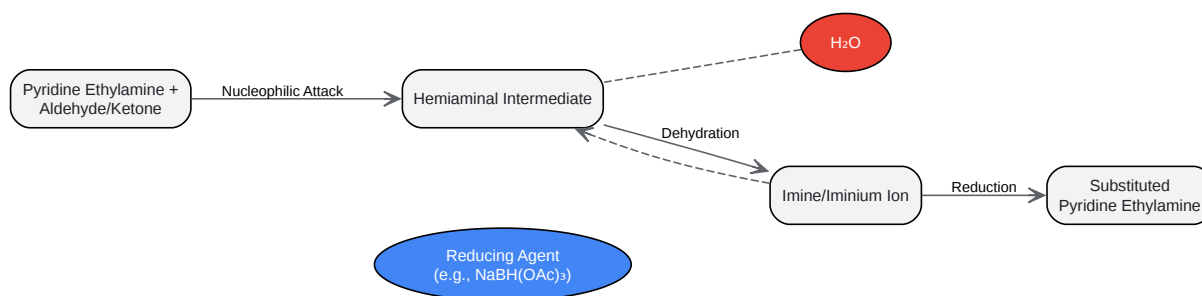 H₂O
Pyridine Ethylamine +
Aldehyde/Ketone
Nucleophilic Attack
Hemiaminal Intermediate
Dehydration
Imine/Iminium Ion
Reduction
Substituted
Pyridine Ethylamine
Reducing Agent
(e.g., NaBH(OAc)₃)